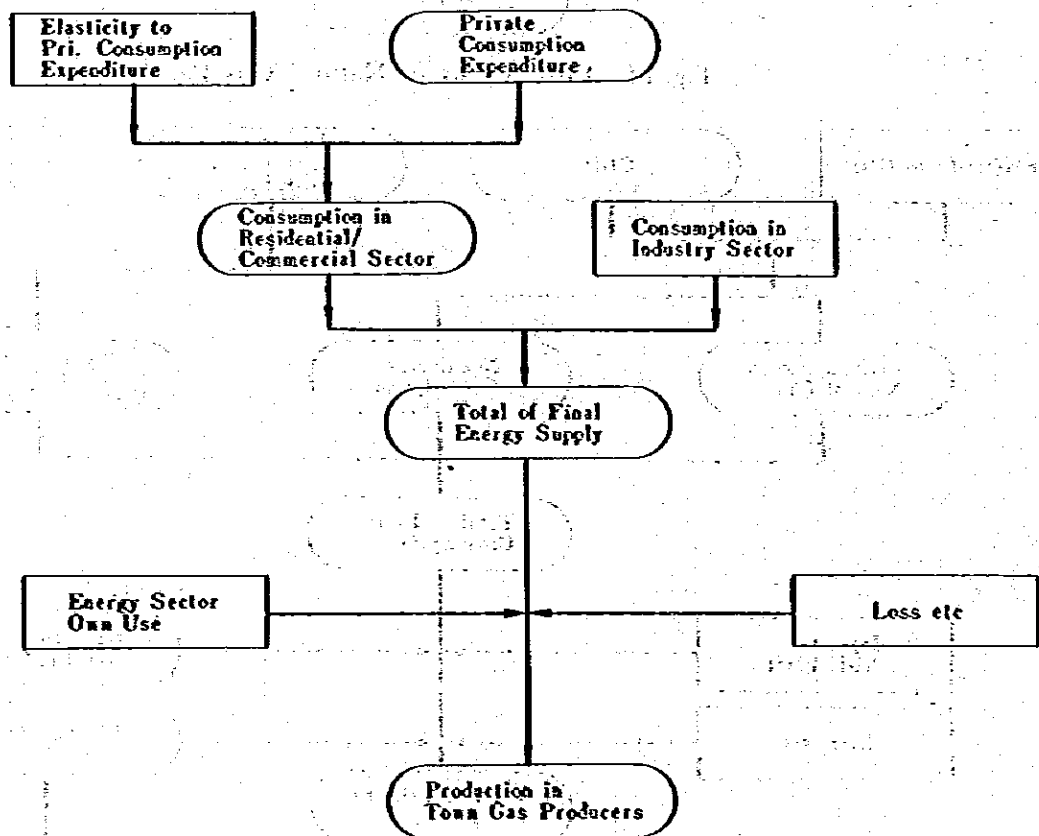 Elasticity to
Pri. Consumption
Expenditure
Private
Consumption
Expenditure
Consumption in
Residential/
Commercial Sector
Consumption in
Industry Sector
Total of Final
Energy Supply
Energy Sector
Own Use
Loss etc
Production in
Town Gas Producers